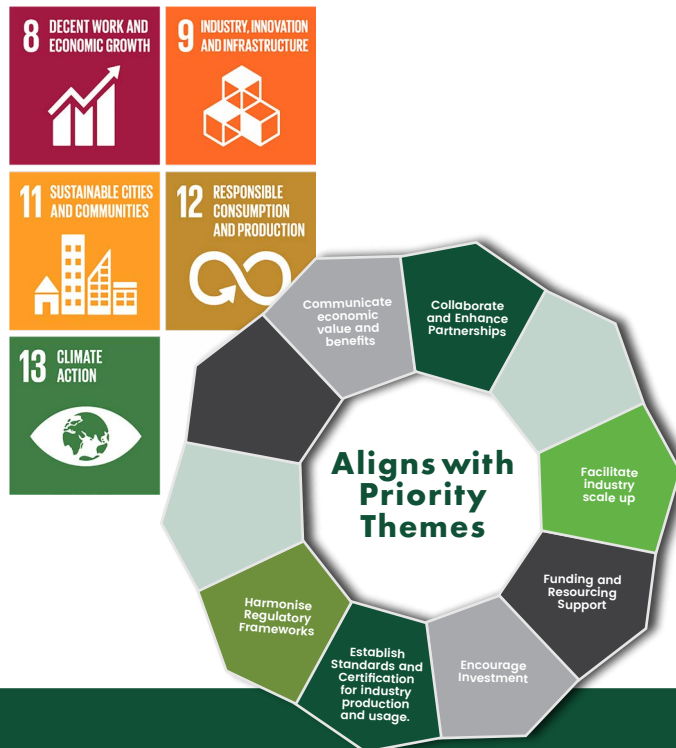 8 DECENT WORK AND
ECONOMIC GROWTH
9 INDUSTRY, INNOVATION
AND INFRASTRUCTURE
11 SUSTAINABLE CITIES
AND COMMUNITIES
12 RESPONSIBLE
CONSUMPTION
AND PRODUCTION
13 CLIMATE
ACTION
Communicate
economic
value and
benefits
Collaborate
and Enhance
Partnerships
Facilitate
industry
scale up
Funding and
Resourcing
Support
Encourage
Investment
Establish
Standards and
Certification
for industry
production
and usage.
Harmonise
Regulatory
Frameworks
Aligns with
Priority
Themes